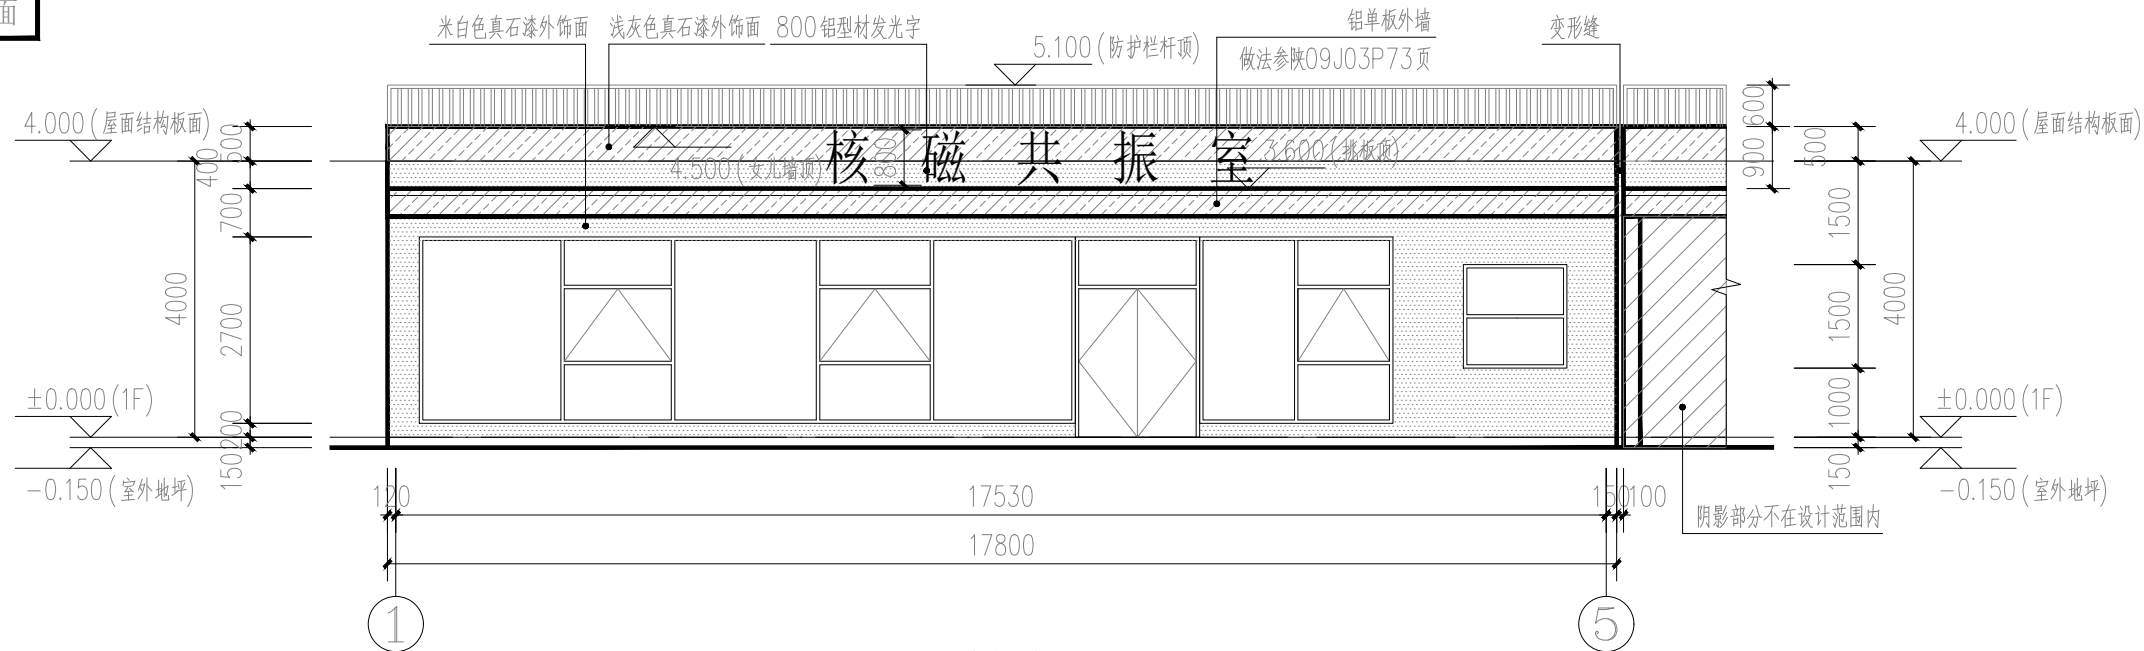 面
米白色真石漆外饰面
浅灰色真石漆外饰面
800铝型材发光字
铝单板外墙
做法参陕09J03P73页
变形缝
5.100(防护栏杆顶)
4.000(屋面结构板面)
4.000(屋面结构板面)
500
400
700
4000
2700
200
150
4.500(女儿墙顶)
核磁共振室
800
3.600(挑板顶)
600
900
500
1500
1500
1000
150
4000
±0.000(1F)
-0.150(室外地坪)
±0.000(1F)
-0.150(室外地坪)
120
17530
150
100
17800
阴影部分不在设计范围内
1
5